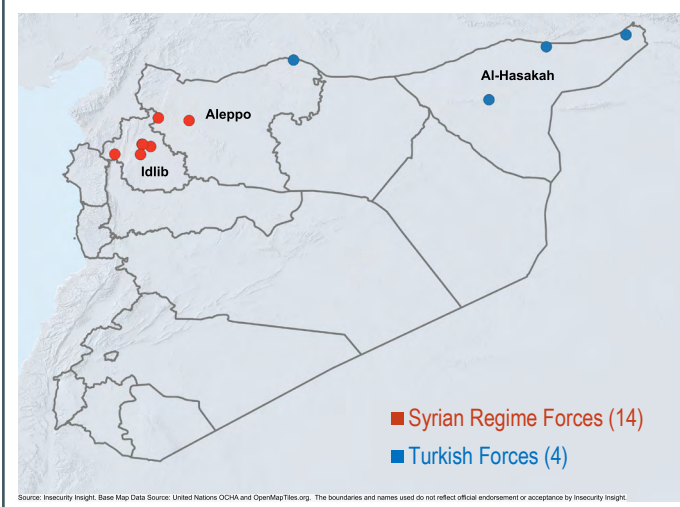 Al-Hasakah
Aleppo
Idlib
Syrian Regime Forces (14)
Turkish Forces (4)
Source: Insecurity Insight. Base Map Data Source: United Nations OCHA and OpenMapTiles.org. The boundaries and names used do not reflect official endorsement or acceptance by Insecurity Insight.